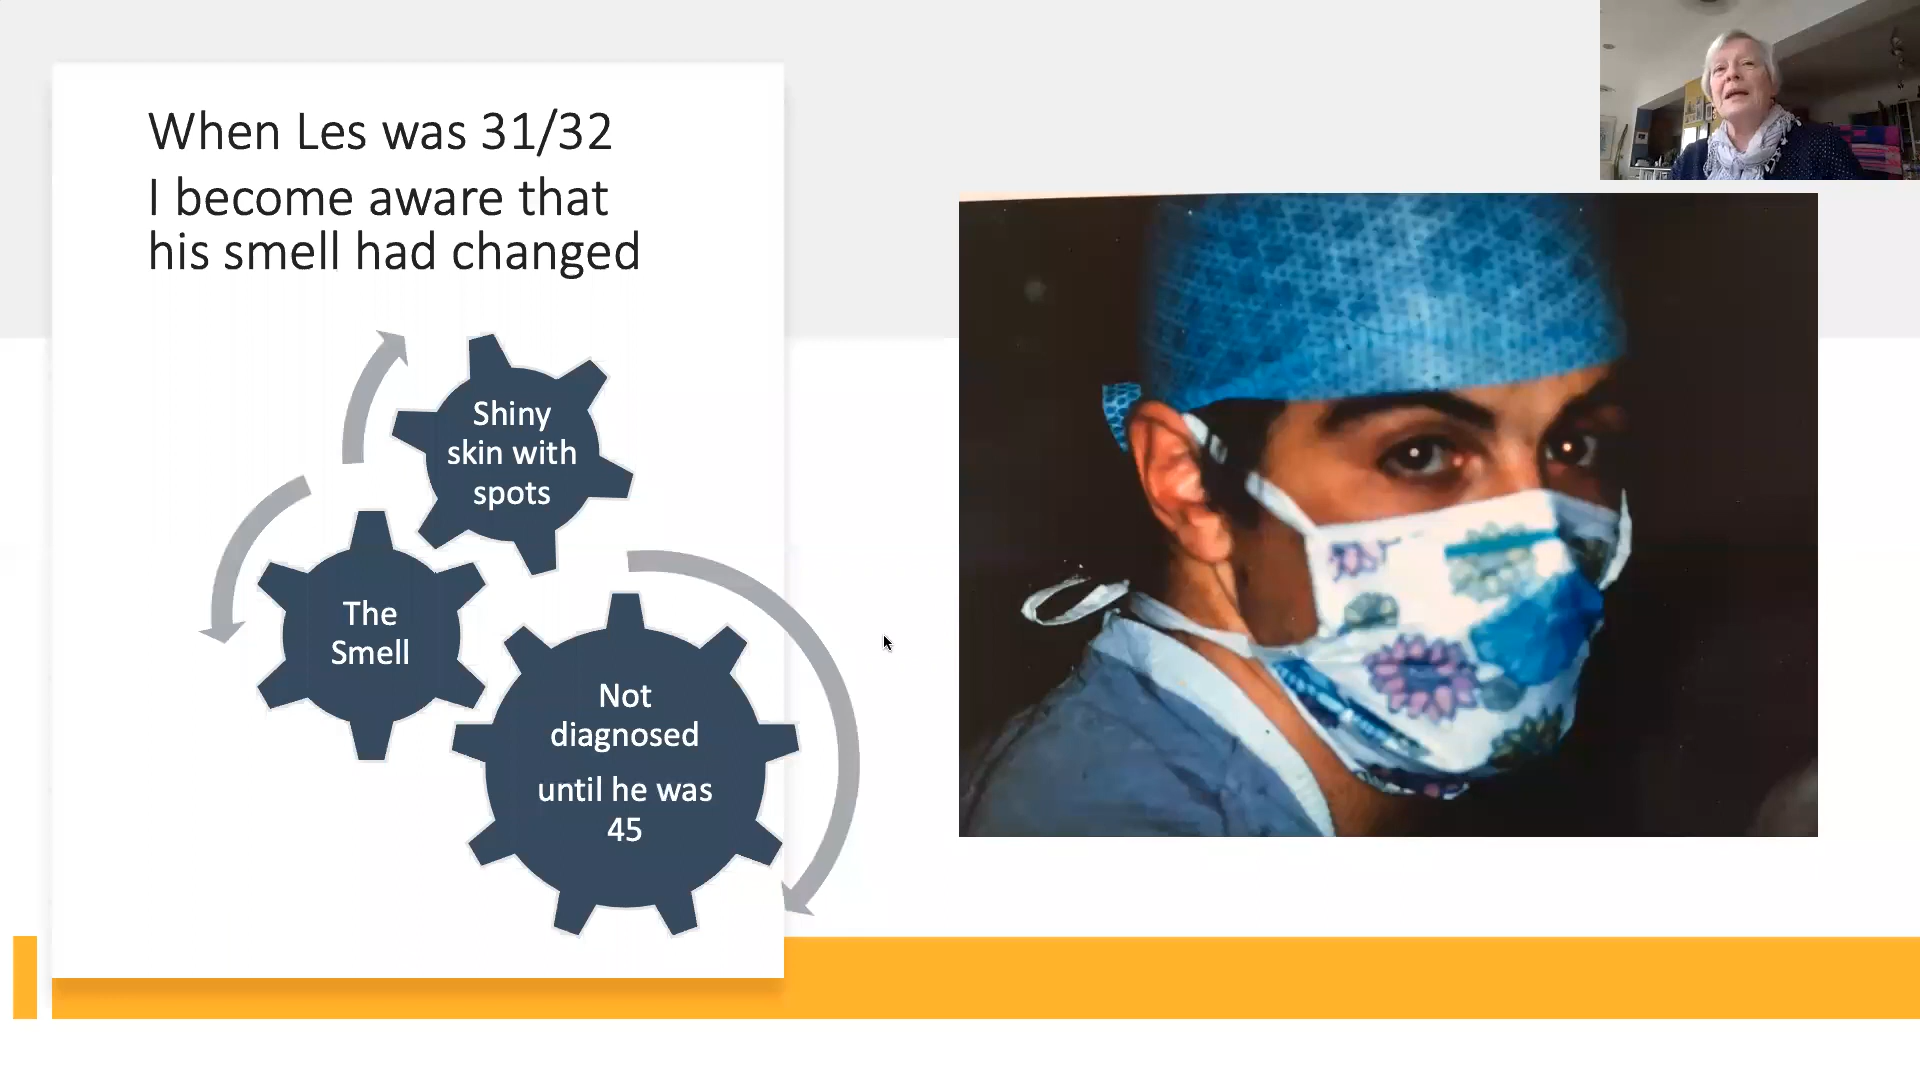 When Les was 31/32
I become aware that
his smell had changed
Shiny
skin with
spots
The
Smell
Not
diagnosed
until he was
45